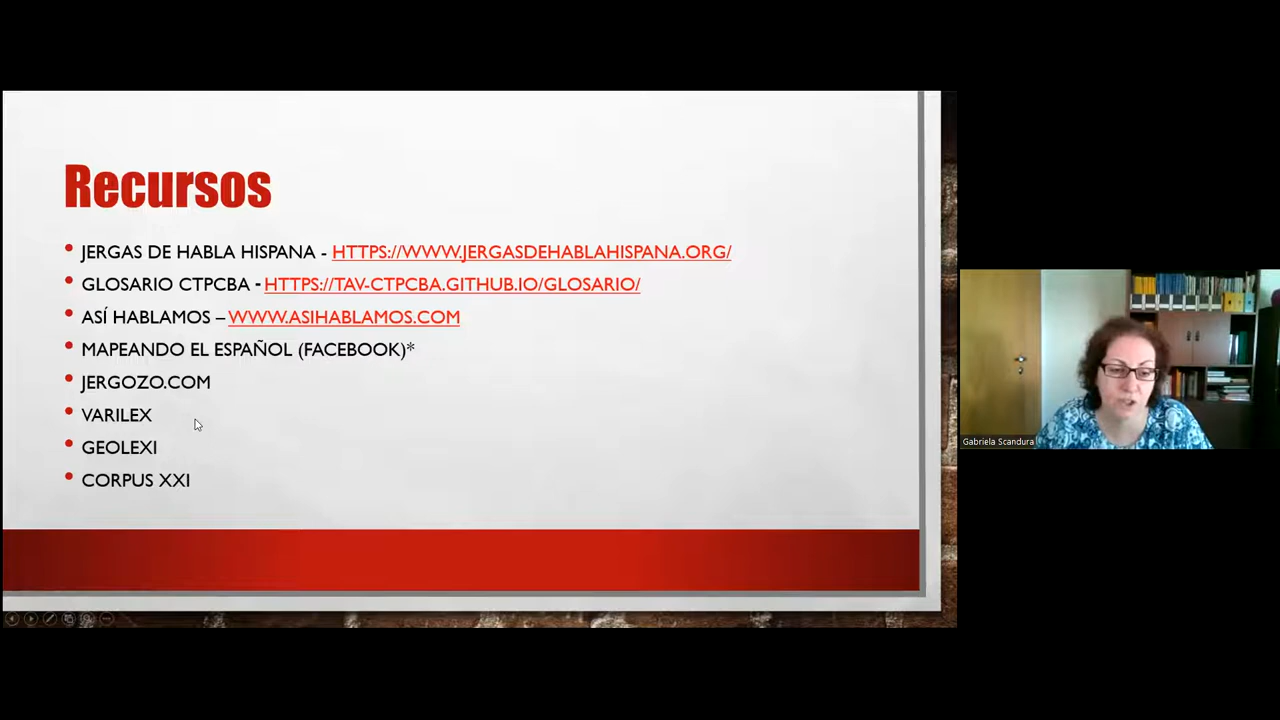 Recursos
JERGAS DE HABLA HISPANA - HTTPS://WWW.JERGASDEHABLAHISPANA.ORG/
GLOSARIO CTPCBA - HTTPS://TAV-CTPCBA.GITHUB.IO/GLOSARIO/
ASÍ HABLAMOS – WWW.ASIHABLAMOS.COM
MAPEANDO EL ESPAÑOL (FACEBOOK)*
JERGOZO.COM
VARILEX
GEOLEXI
CORPUS XXI
Gabriela Scandura